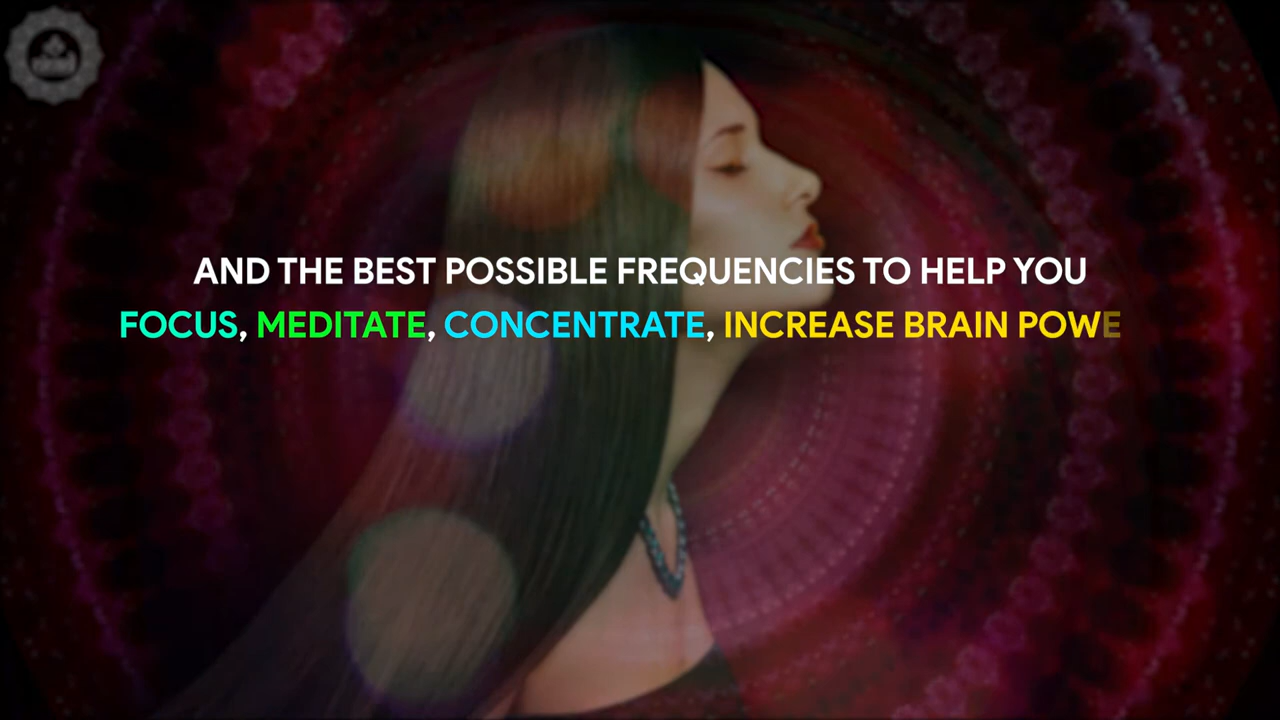 AND THE BEST POSSIBLE FREQUENCIES TO HELP YOU
FOCUS, MEDITATE, CONCENTRATE, INCREASE BRAIN POWE